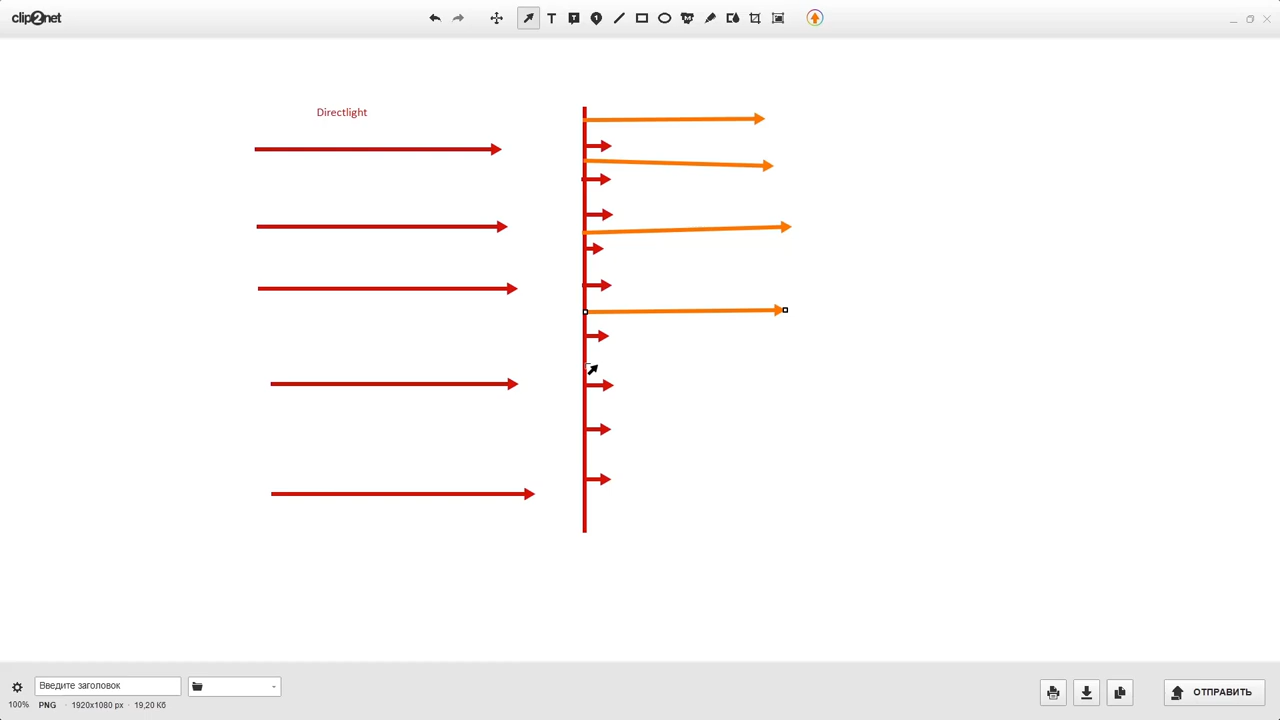 clip2net
Directlight
Введите заголовок
100% PNG · 1920x1080 px · 19,20 Кб
ОТПРАВИТЬ